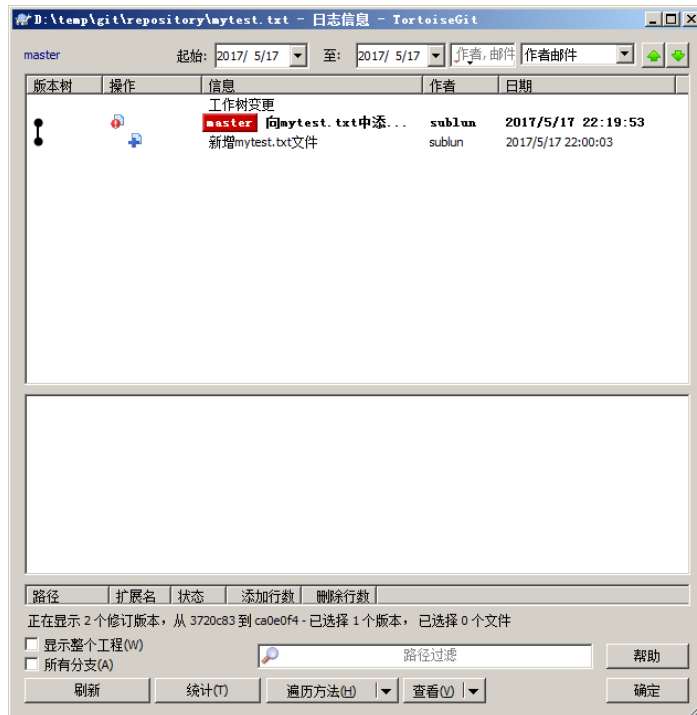 D:\temp\git\repository\mytest.txt - 日志信息 - TortoiseGit
master 起始: 2017/ 5/17 至: 2017/ 5/17 作者,邮件 作者邮件
版本树 操作 信息 作者 日期
工作树变更
master 向mytest.txt中添... sublun 2017/5/17 22:19:53
新增mytest.txt文件 sublun 2017/5/17 22:00:03
路径 扩展名 状态 添加行数 删除行数
正在显示 2 个修订版本，从 3720c83 到 ca0e0f4 - 已选择 1 个版本， 已选择 0 个文件
显示整个工程(W)
所有分支(A)
路径过滤 帮助
刷新 统计(T) 遍历方法(H) 查看(V) 确定